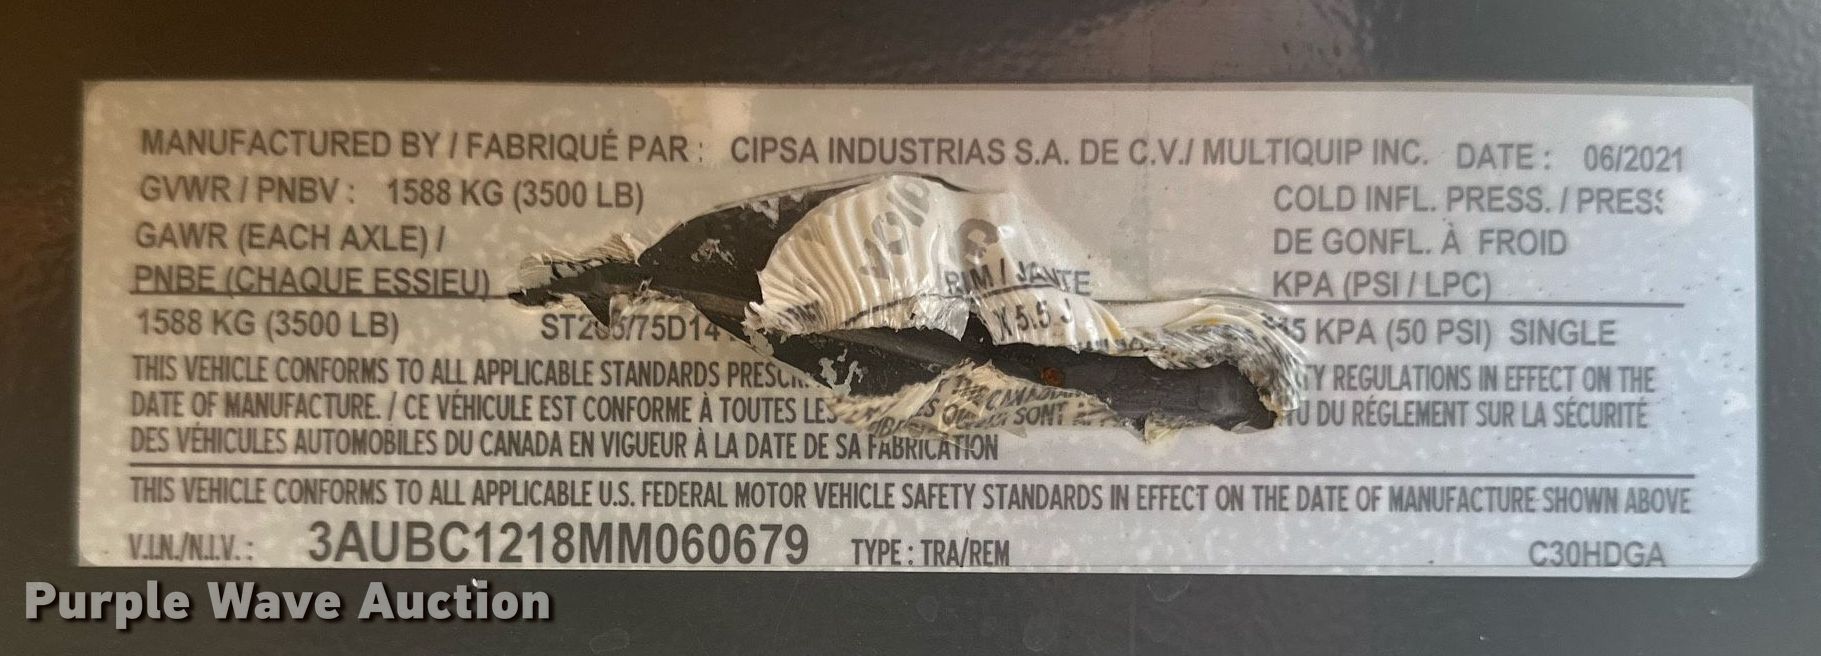 MANUFACTURED BY / FABRIQUÉ PAR : CIPSA INDUSTRIAS S.A. DE C.V./ MULTIQUIP INC. DATE : 06/2021
GVWR / PNBV : 1588 KG (3500 LB) COLD INFL. PRESS. / PRESS
GAWR (EACH AXLE) / DE GONFL. À FROID
PNBE (CHAQUE ESSIEU) RIM / JANTE KPA (PSI / LPC)
1588 KG (3500 LB) X 5.5 J KPA (50 PSI) SINGLE
THIS VEHICLE CONFORMS TO ALL APPLICABLE STANDARDS REGULATIONS IN EFFECT ON THE
DATE OF MANUFACTURE. / CE VÉHICULE EST CONFORME À TOUTES LES SONT DU RÉGLEMENT SUR LA SÉCURITÉ
DES VÉHICULES AUTOMOBILES DU CANADA EN VIGUEUR À LA DATE DE SA FABRICATION
THIS VEHICLE CONFORMS TO ALL APPLICABLE U.S. FEDERAL MOTOR VEHICLE SAFETY STANDARDS IN EFFECT ON THE DATE OF MANUFACTURE SHOWN ABOVE
V.I.N./N.I.V. : 3AUBC1218MM060679 TYPE : TRA/REM C30HDGA
VOID
Purple Wave Auction